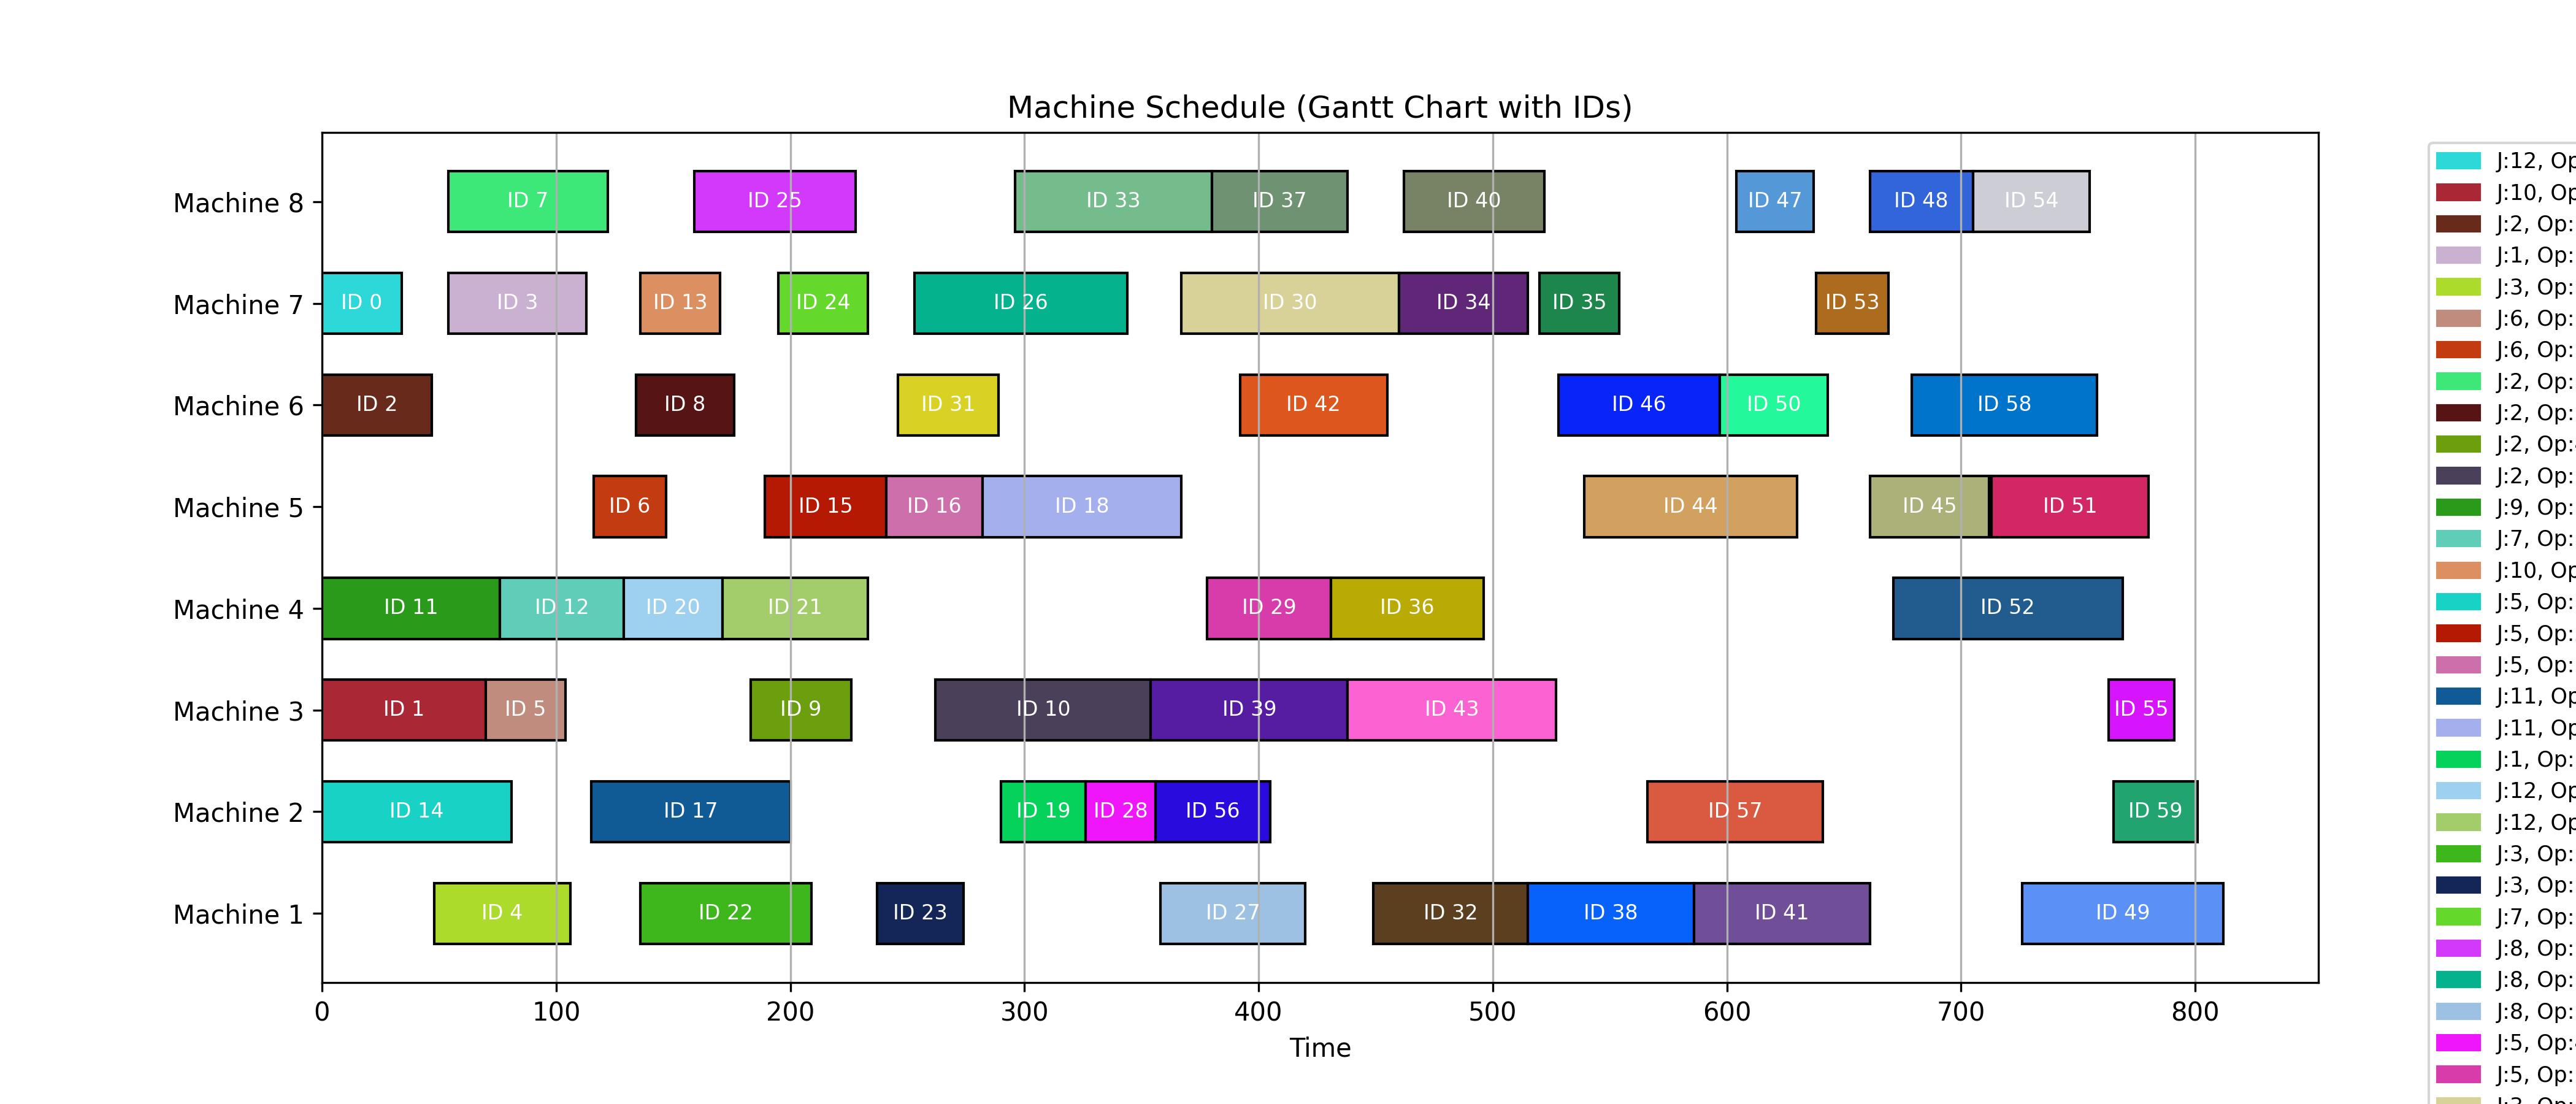 Machine Schedule (Gantt Chart with IDs)
Machine 8
ID 7
ID 25
ID 33
ID 37
ID 40
ID 47
ID 48
ID 54
Machine 7
ID 0
ID 3
ID 13
ID 24
ID 26
ID 30
ID 34
ID 35
ID 53
Machine 6
ID 2
ID 8
ID 31
ID 42
ID 46
ID 50
ID 58
Machine 5
ID 6
ID 15
ID 16
ID 18
ID 44
ID 45
ID 51
Machine 4
ID 11
ID 12
ID 20
ID 21
ID 29
ID 36
ID 52
Machine 3
ID 1
ID 5
ID 9
ID 10
ID 39
ID 43
ID 55
Machine 2
ID 14
ID 17
ID 19
ID 28
ID 56
ID 57
ID 59
Machine 1
ID 4
ID 22
ID 23
ID 27
ID 32
ID 38
ID 41
ID 49
0 100 200 300 400 500 600 700 800
Time
J:12, Op
J:10, Op
J:2, Op:
J:1, Op:
J:3, Op:
J:6, Op:
J:6, Op:
J:2, Op:
J:2, Op:
J:2, Op:
J:2, Op:
J:9, Op:
J:7, Op:
J:10, Op
J:5, Op:
J:5, Op:
J:5, Op:
J:11, Op
J:11, Op
J:1, Op:
J:12, Op
J:12, Op
J:3, Op:
J:3, Op:
J:7, Op:
J:8, Op:
J:8, Op:
J:8, Op:
J:5, Op:
J:5, Op:
J:3, Op: